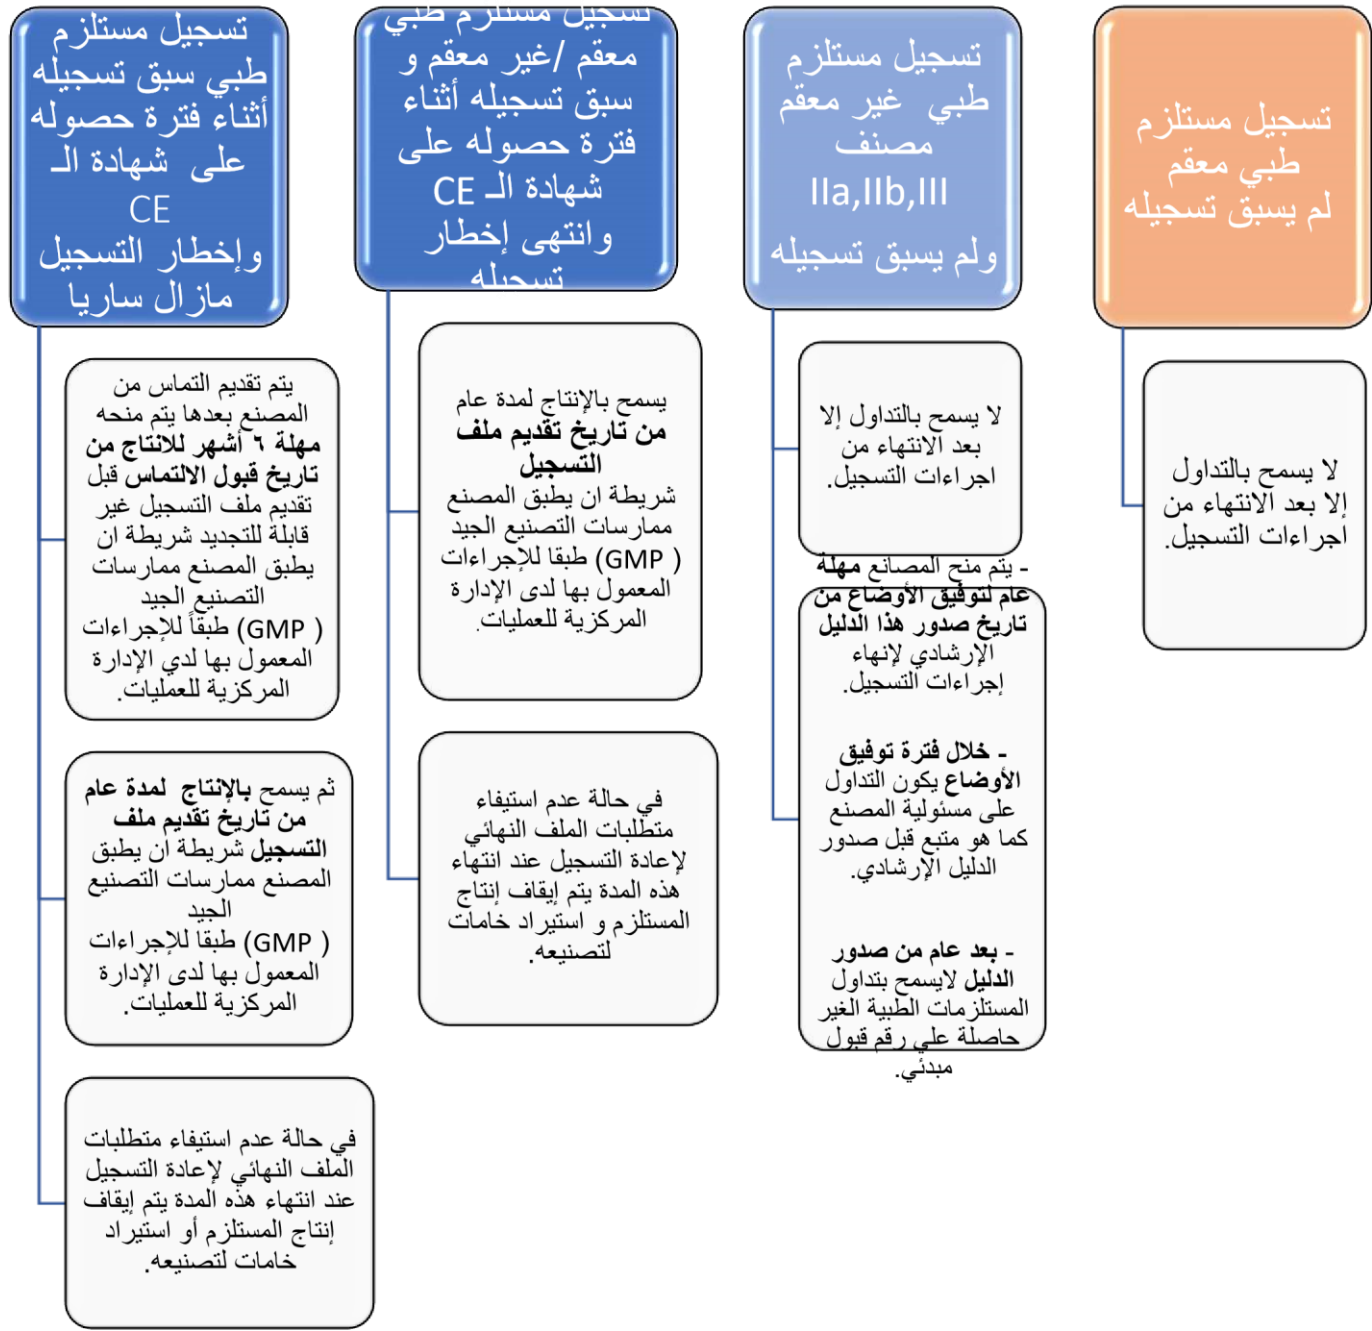 تسجيل مستلزم
طبي معقم
لم يسبق تسجيله
لا يسمح بالتداول
إلا بعد الانتهاء من
اجراءات التسجيل.
تسجيل مستلزم
طبي غير معقم
مصنف
IIa,IIb,III
ولم يسبق تسجيله
لا يسمح بالتداول إلا
بعد الانتهاء من
اجراءات التسجيل.
- يتم منح المصانع مهلة
عام لتوفيق الأوضاع من
تاريخ صدور هذا الدليل
الإرشادي لإنهاء
إجراءات التسجيل.
- خلال فترة توفيق
الأوضاع يكون التداول
على مسئولية المصنع
كما هو متبع قبل صدور
الدليل الإرشادي.
- بعد عام من صدور
الدليل لايسمح بتداول
المستلزمات الطبية الغير
حاصلة علي رقم قبول
مبدئي.
تسجيل مستلزم طبي
معقم /غير معقم و
سبق تسجيله أثناء
فترة حصوله على
شهادة الـ CE
وانتهى إخطار
تسجيله
يسمح بالإنتاج لمدة عام
من تاريخ تقديم ملف
التسجيل
شريطة ان يطبق المصنع
ممارسات التصنيع الجيد
( GMP) طبقا للإجراءات
المعمول بها لدى الإدارة
المركزية للعمليات.
في حالة عدم استيفاء
متطلبات الملف النهائي
لإعادة التسجيل عند انتهاء
هذه المدة يتم إيقاف إنتاج
المستلزم و استيراد خامات
لتصنيعه.
تسجيل مستلزم
طبي سبق تسجيله
أثناء فترة حصوله
على شهادة الـ
CE
وإخطار التسجيل
مازال ساريا
يتم تقديم التماس من
المصنع بعدها يتم منحه
مهلة ٦ أشهر للانتاج من
تاريخ قبول الالتماس قبل
تقديم ملف التسجيل غير
قابلة للتجديد شريطة ان
يطبق المصنع ممارسات
التصنيع الجيد
( GMP) طبقاً للإجراءات
المعمول بها لدي الإدارة
المركزية للعمليات.
ثم يسمح بالإنتاج لمدة عام
من تاريخ تقديم ملف
التسجيل شريطة ان يطبق
المصنع ممارسات التصنيع
الجيد
( GMP) طبقا للإجراءات
المعمول بها لدى الإدارة
المركزية للعمليات.
في حالة عدم استيفاء متطلبات
الملف النهائي لإعادة التسجيل
عند انتهاء هذه المدة يتم إيقاف
إنتاج المستلزم أو استيراد
خامات لتصنيعه.